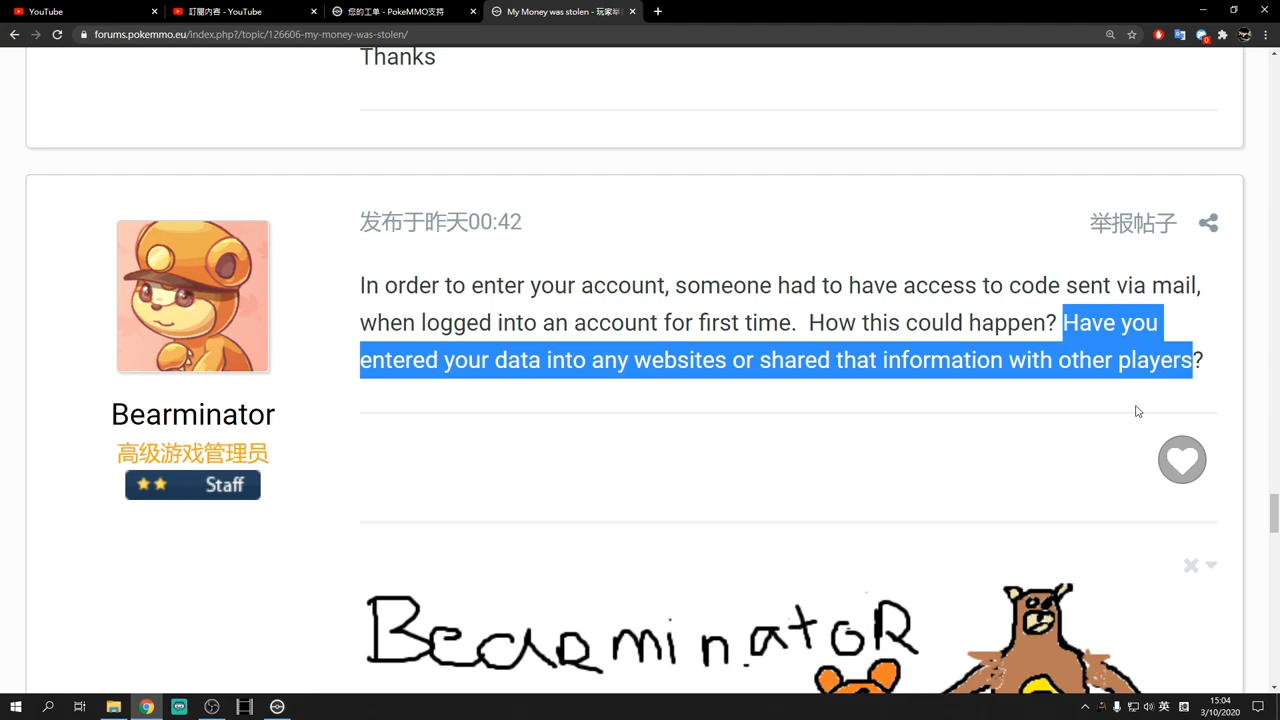 YouTube
訂閱內容 - YouTube
您的工单 - PokeMMO支持
My Money was stolen - 玩家举
forums.pokemmo.eu/index.php?/topic/126606-my-money-was-stolen/
0
Thanks
发布于昨天00:42
举报帖子
In order to enter your account, someone had to have access to code sent via mail,
when logged into an account for first time.  How this could happen? Have you
entered your data into any websites or shared that information with other players?
Bearminator
高级游戏管理员
Staff
BearminatoR
15:04
英
3/10/2020